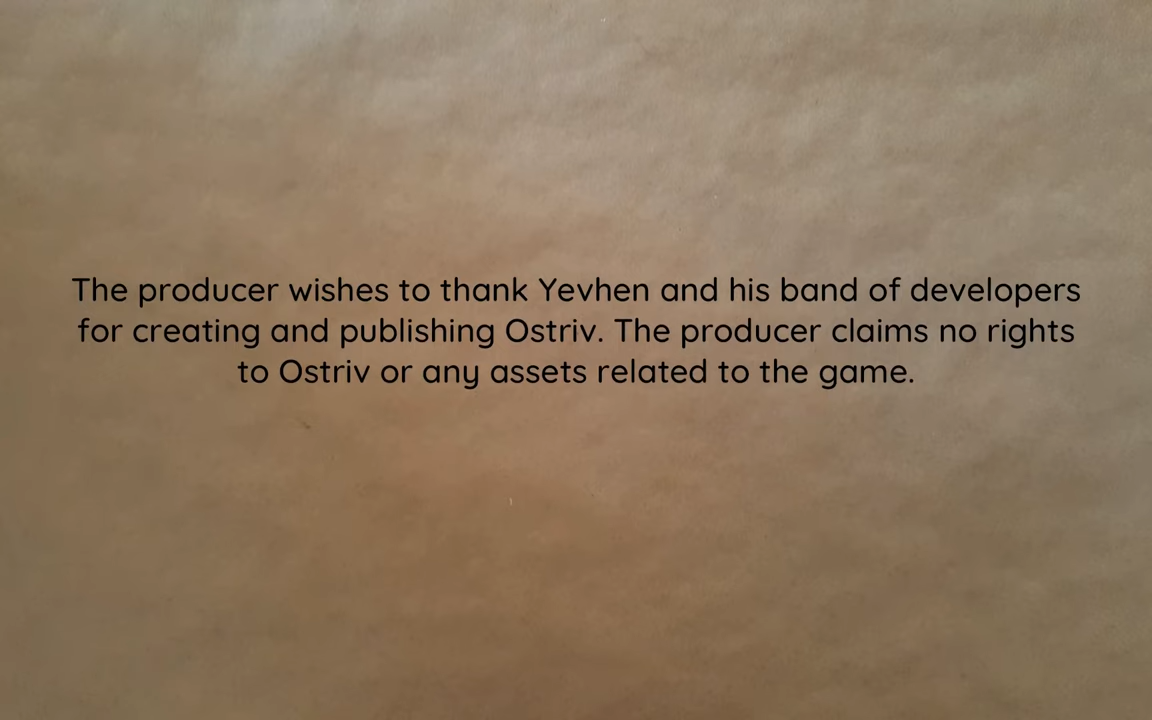 The producer wishes to thank Yevhen and his band of developers
for creating and publishing Ostriv. The producer claims no rights
to Ostriv or any assets related to the game.